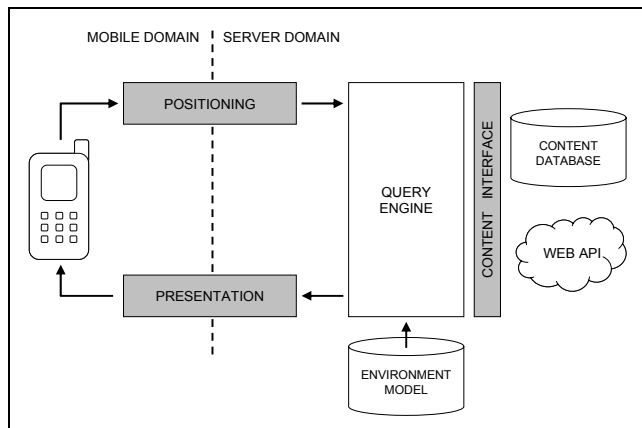 MOBILE DOMAIN
SERVER DOMAIN
POSITIONING
QUERY
ENGINE
CONTENT INTERFACE
CONTENT
DATABASE
WEB API
PRESENTATION
ENVIRONMENT
MODEL